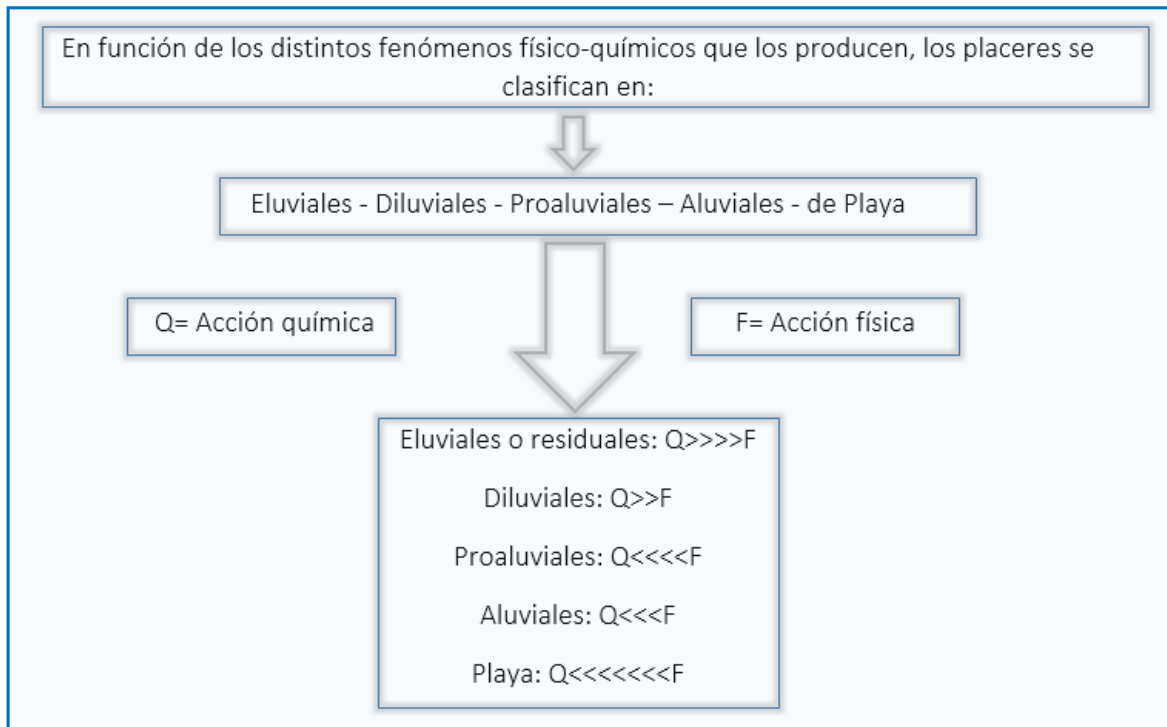 En función de los distintos fenómenos físico-químicos que los producen, los placeres se
clasifican en:
Eluviales - Diluviales - Proaluviales – Aluviales - de Playa
Q= Acción química
F= Acción física
Eluviales o residuales: Q>>>>F
Diluviales: Q>>F
Proaluviales: Q<<<<F
Aluviales: Q<<<F
Playa: Q<<<<<<<F